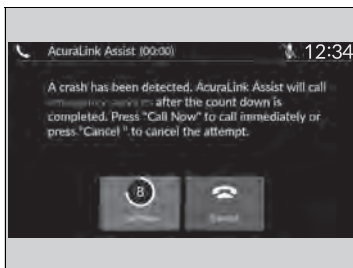 AcuraLink Assist (00:00)
12:34
A crash has been detected. AcuraLink Assist will call
after the count down is
completed. Press "Call Now" to call immediately or
press "Cancel " to cancel the attempt.
8
Cancel